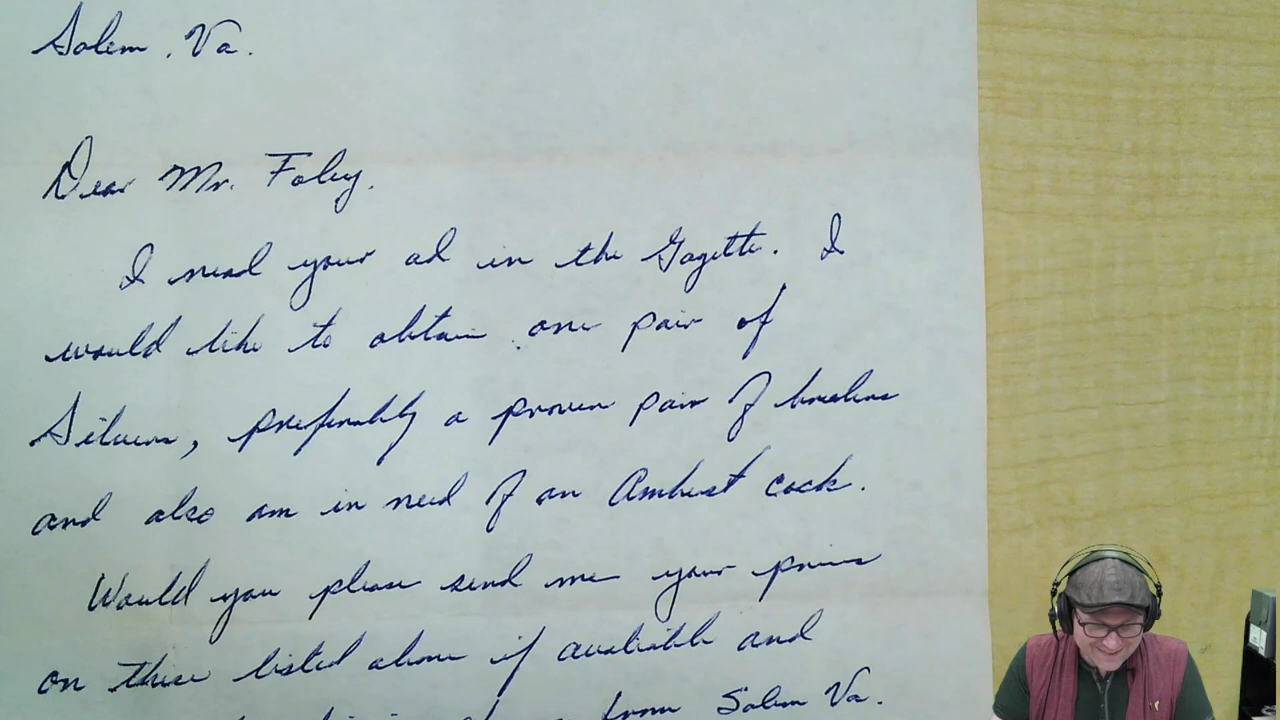 Salem, Va.
Dear Mr. Foley,
I read your ad in the Gazette. I
would like to obtain one pair of
Silvers, preferably a proven pair of breeders
and also am in need of an Amherst cock.
Would you please send me your prices
on those listed above if available and
from Salem Va.